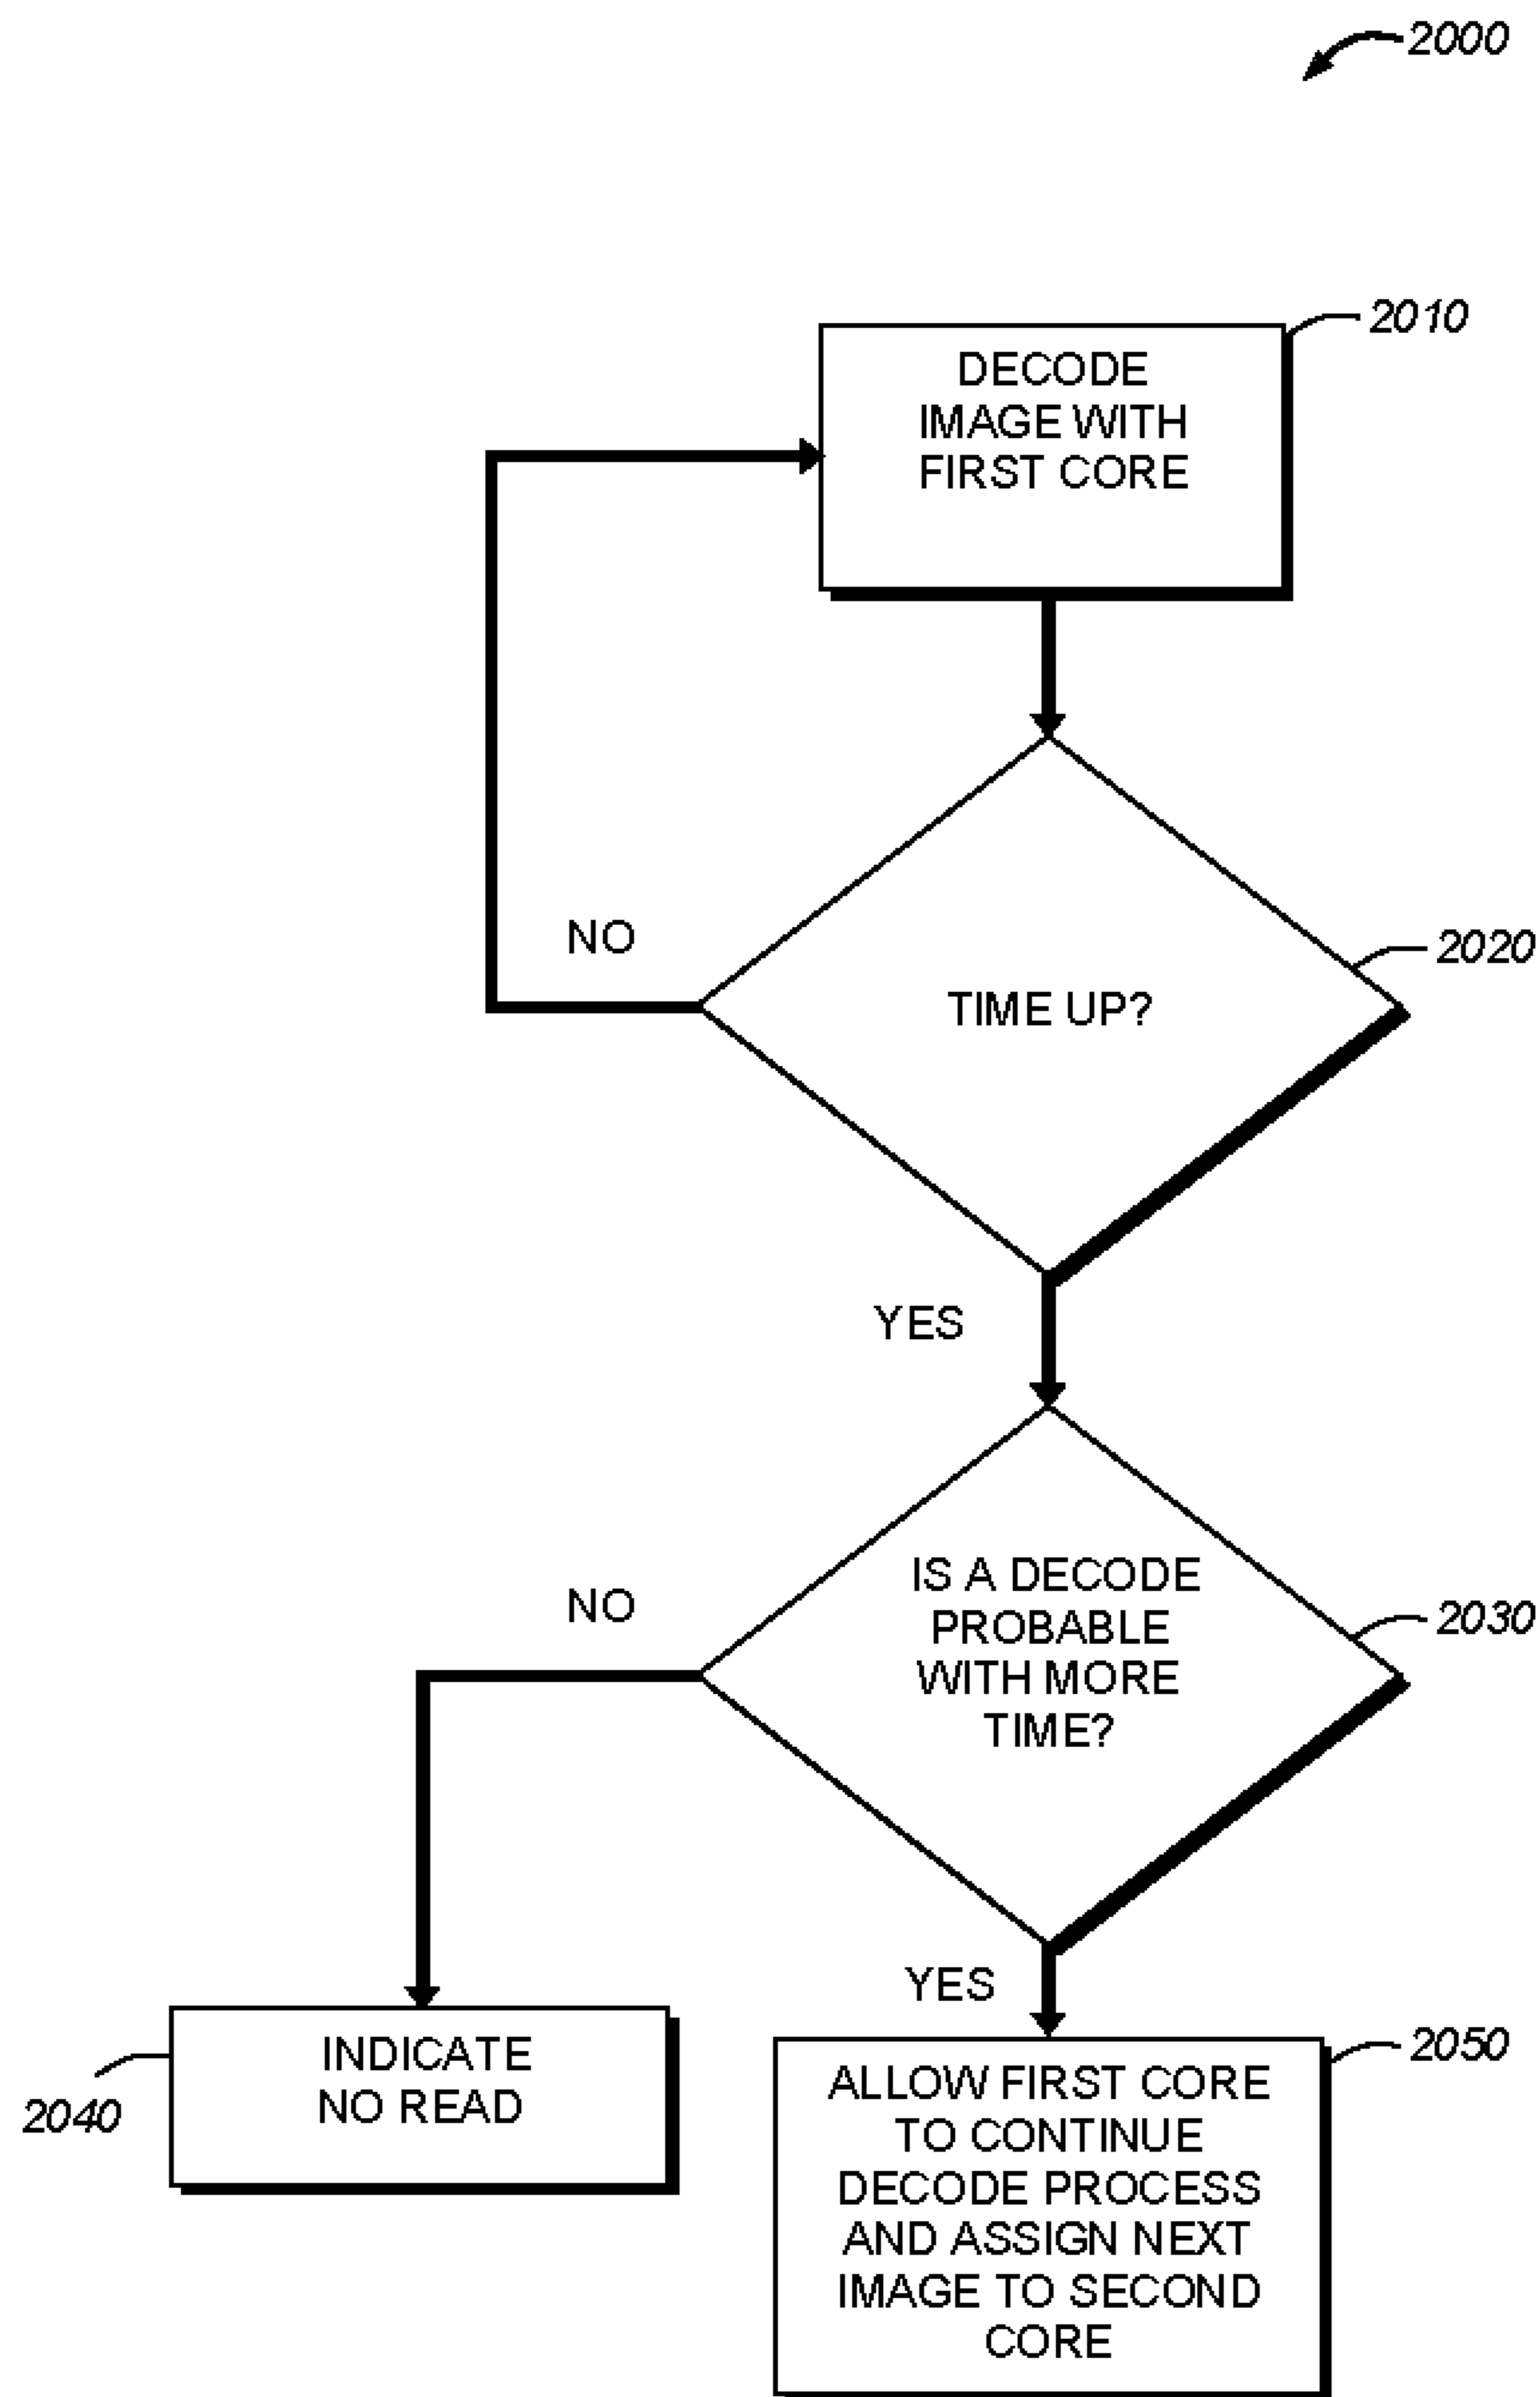 2000
2010
DECODE
IMAGE WITH
FIRST CORE
NO
2020
TIME UP?
YES
NO
IS A DECODE
PROBABLE
WITH MORE
TIME?
2030
YES
INDICATE
NO READ
2040
2050
ALLOW FIRST CORE
TO CONTINUE
DECODE PROCESS
AND ASSIGN NEXT
IMAGE TO SECOND
CORE